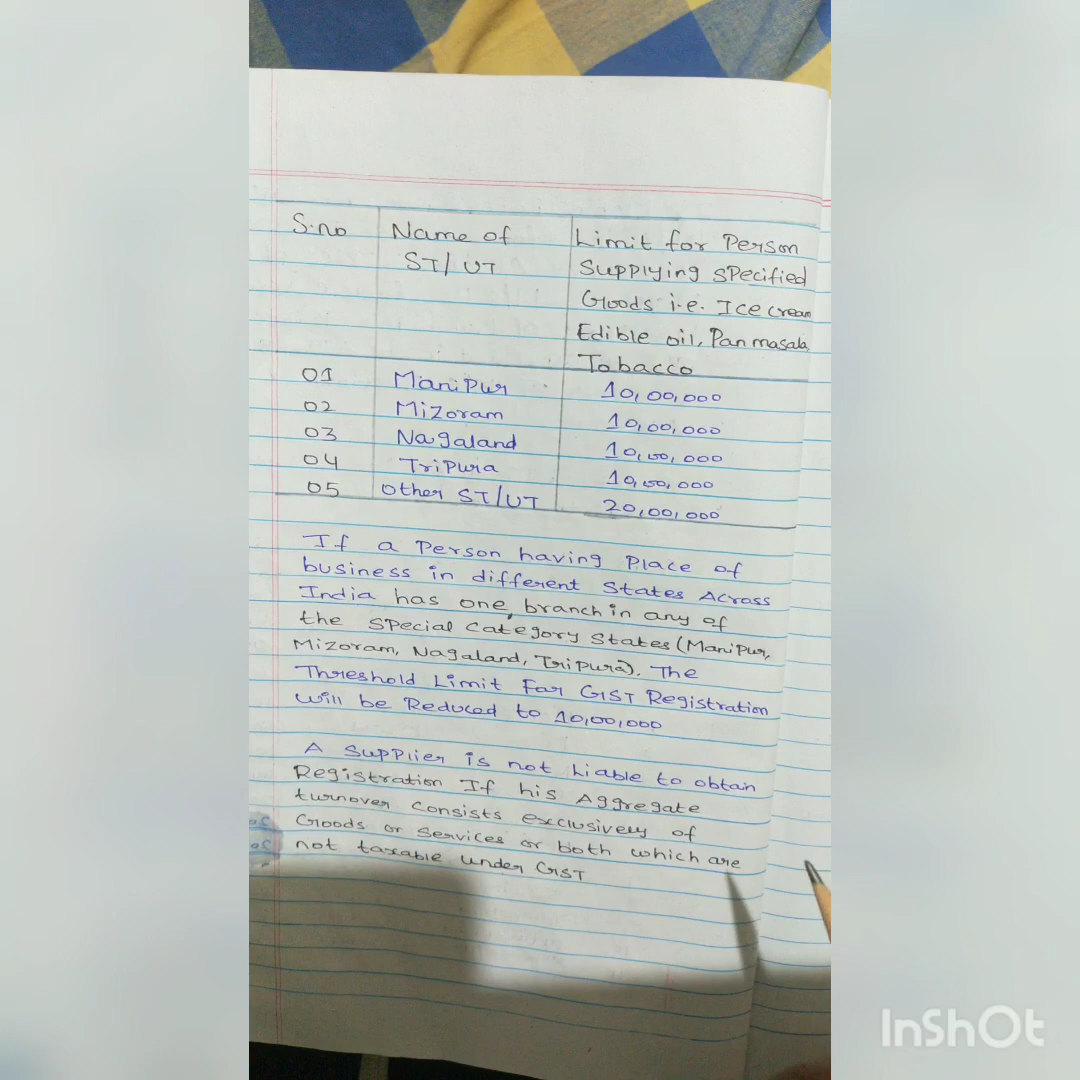 S.no Name of ST/UT Limit for Person
Supplying Specified
Goods i.e. Ice cream
Edible oil, Pan masala,
Tobacco
01 Manipur 10,00,000
02 Mizoram 10,00,000
03 Nagaland 10,00,000
04 Tripura 10,00,000
05 Other ST/UT 20,00,000
If a Person having Place of
business in different States Across
India has one, branch in any of
the Special Category States (Manipur,
Mizoram, Nagaland, Tripura). The
Threshold Limit For GST Registration
will be Reduced to 10,00,000
A Supplier is not Liable to obtain
Registration If his Aggregate
turnover consists exclusively of
Goods or Services or both which are
not taxable under GST
InShOt